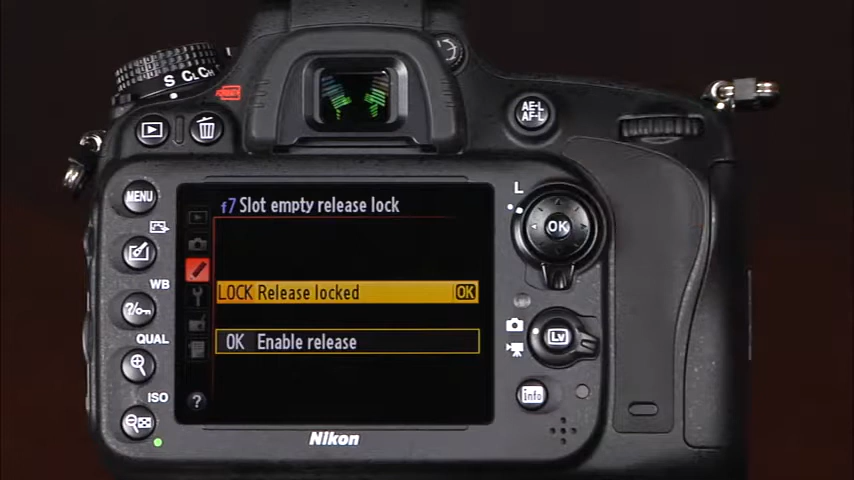 S CL CH
FORMAT
AE-L
AF-L
MENU
L
f7 Slot empty release lock
OK
WB
LOCK Release locked OK
?/
QUAL
OK Enable release
Lv
ISO
info
?
Nikon